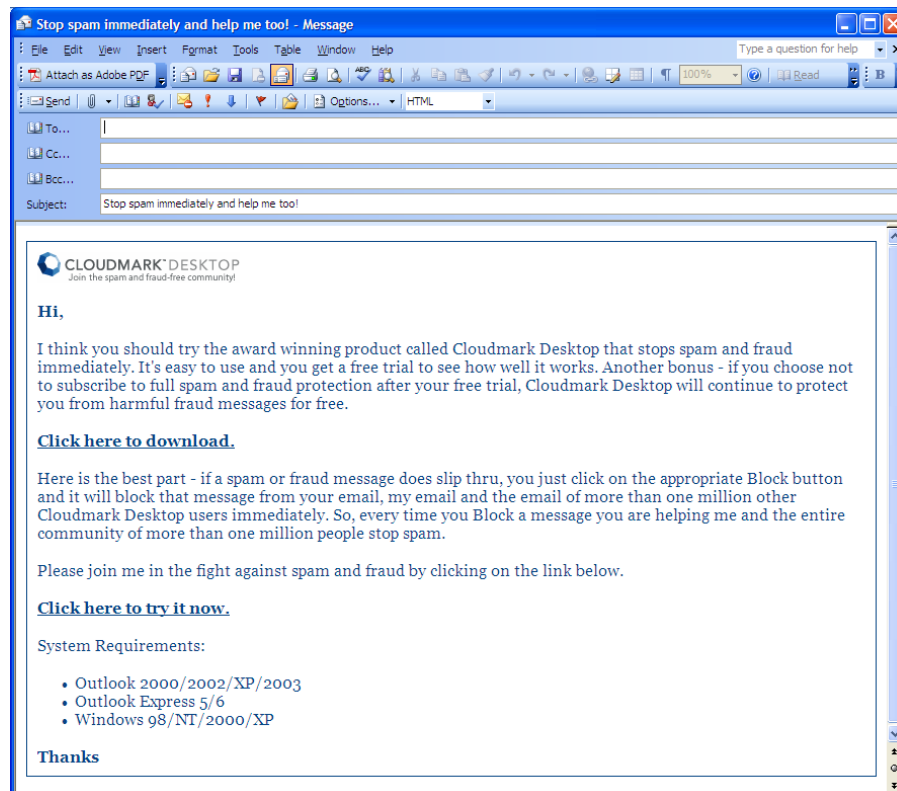 Stop spam immediately and help me too! - Message
File Edit View Insert Format Tools Table Window Help Type a question for help
Attach as Adobe PDF 100% Read B
Send Options... HTML
To...
Cc...
Bcc...
Subject: Stop spam immediately and help me too!
CLOUDMARK DESKTOP
Join the spam and fraud-free community!
Hi,
I think you should try the award winning product called Cloudmark Desktop that stops spam and fraud
immediately. It's easy to use and you get a free trial to see how well it works. Another bonus - if you choose not
to subscribe to full spam and fraud protection after your free trial, Cloudmark Desktop will continue to protect
you from harmful fraud messages for free.
Click here to download.
Here is the best part - if a spam or fraud message does slip thru, you just click on the appropriate Block button
and it will block that message from your email, my email and the email of more than one million other
Cloudmark Desktop users immediately. So, every time you Block a message you are helping me and the entire
community of more than one million people stop spam.
Please join me in the fight against spam and fraud by clicking on the link below.
Click here to try it now.
System Requirements:
• Outlook 2000/2002/XP/2003
• Outlook Express 5/6
• Windows 98/NT/2000/XP
Thanks